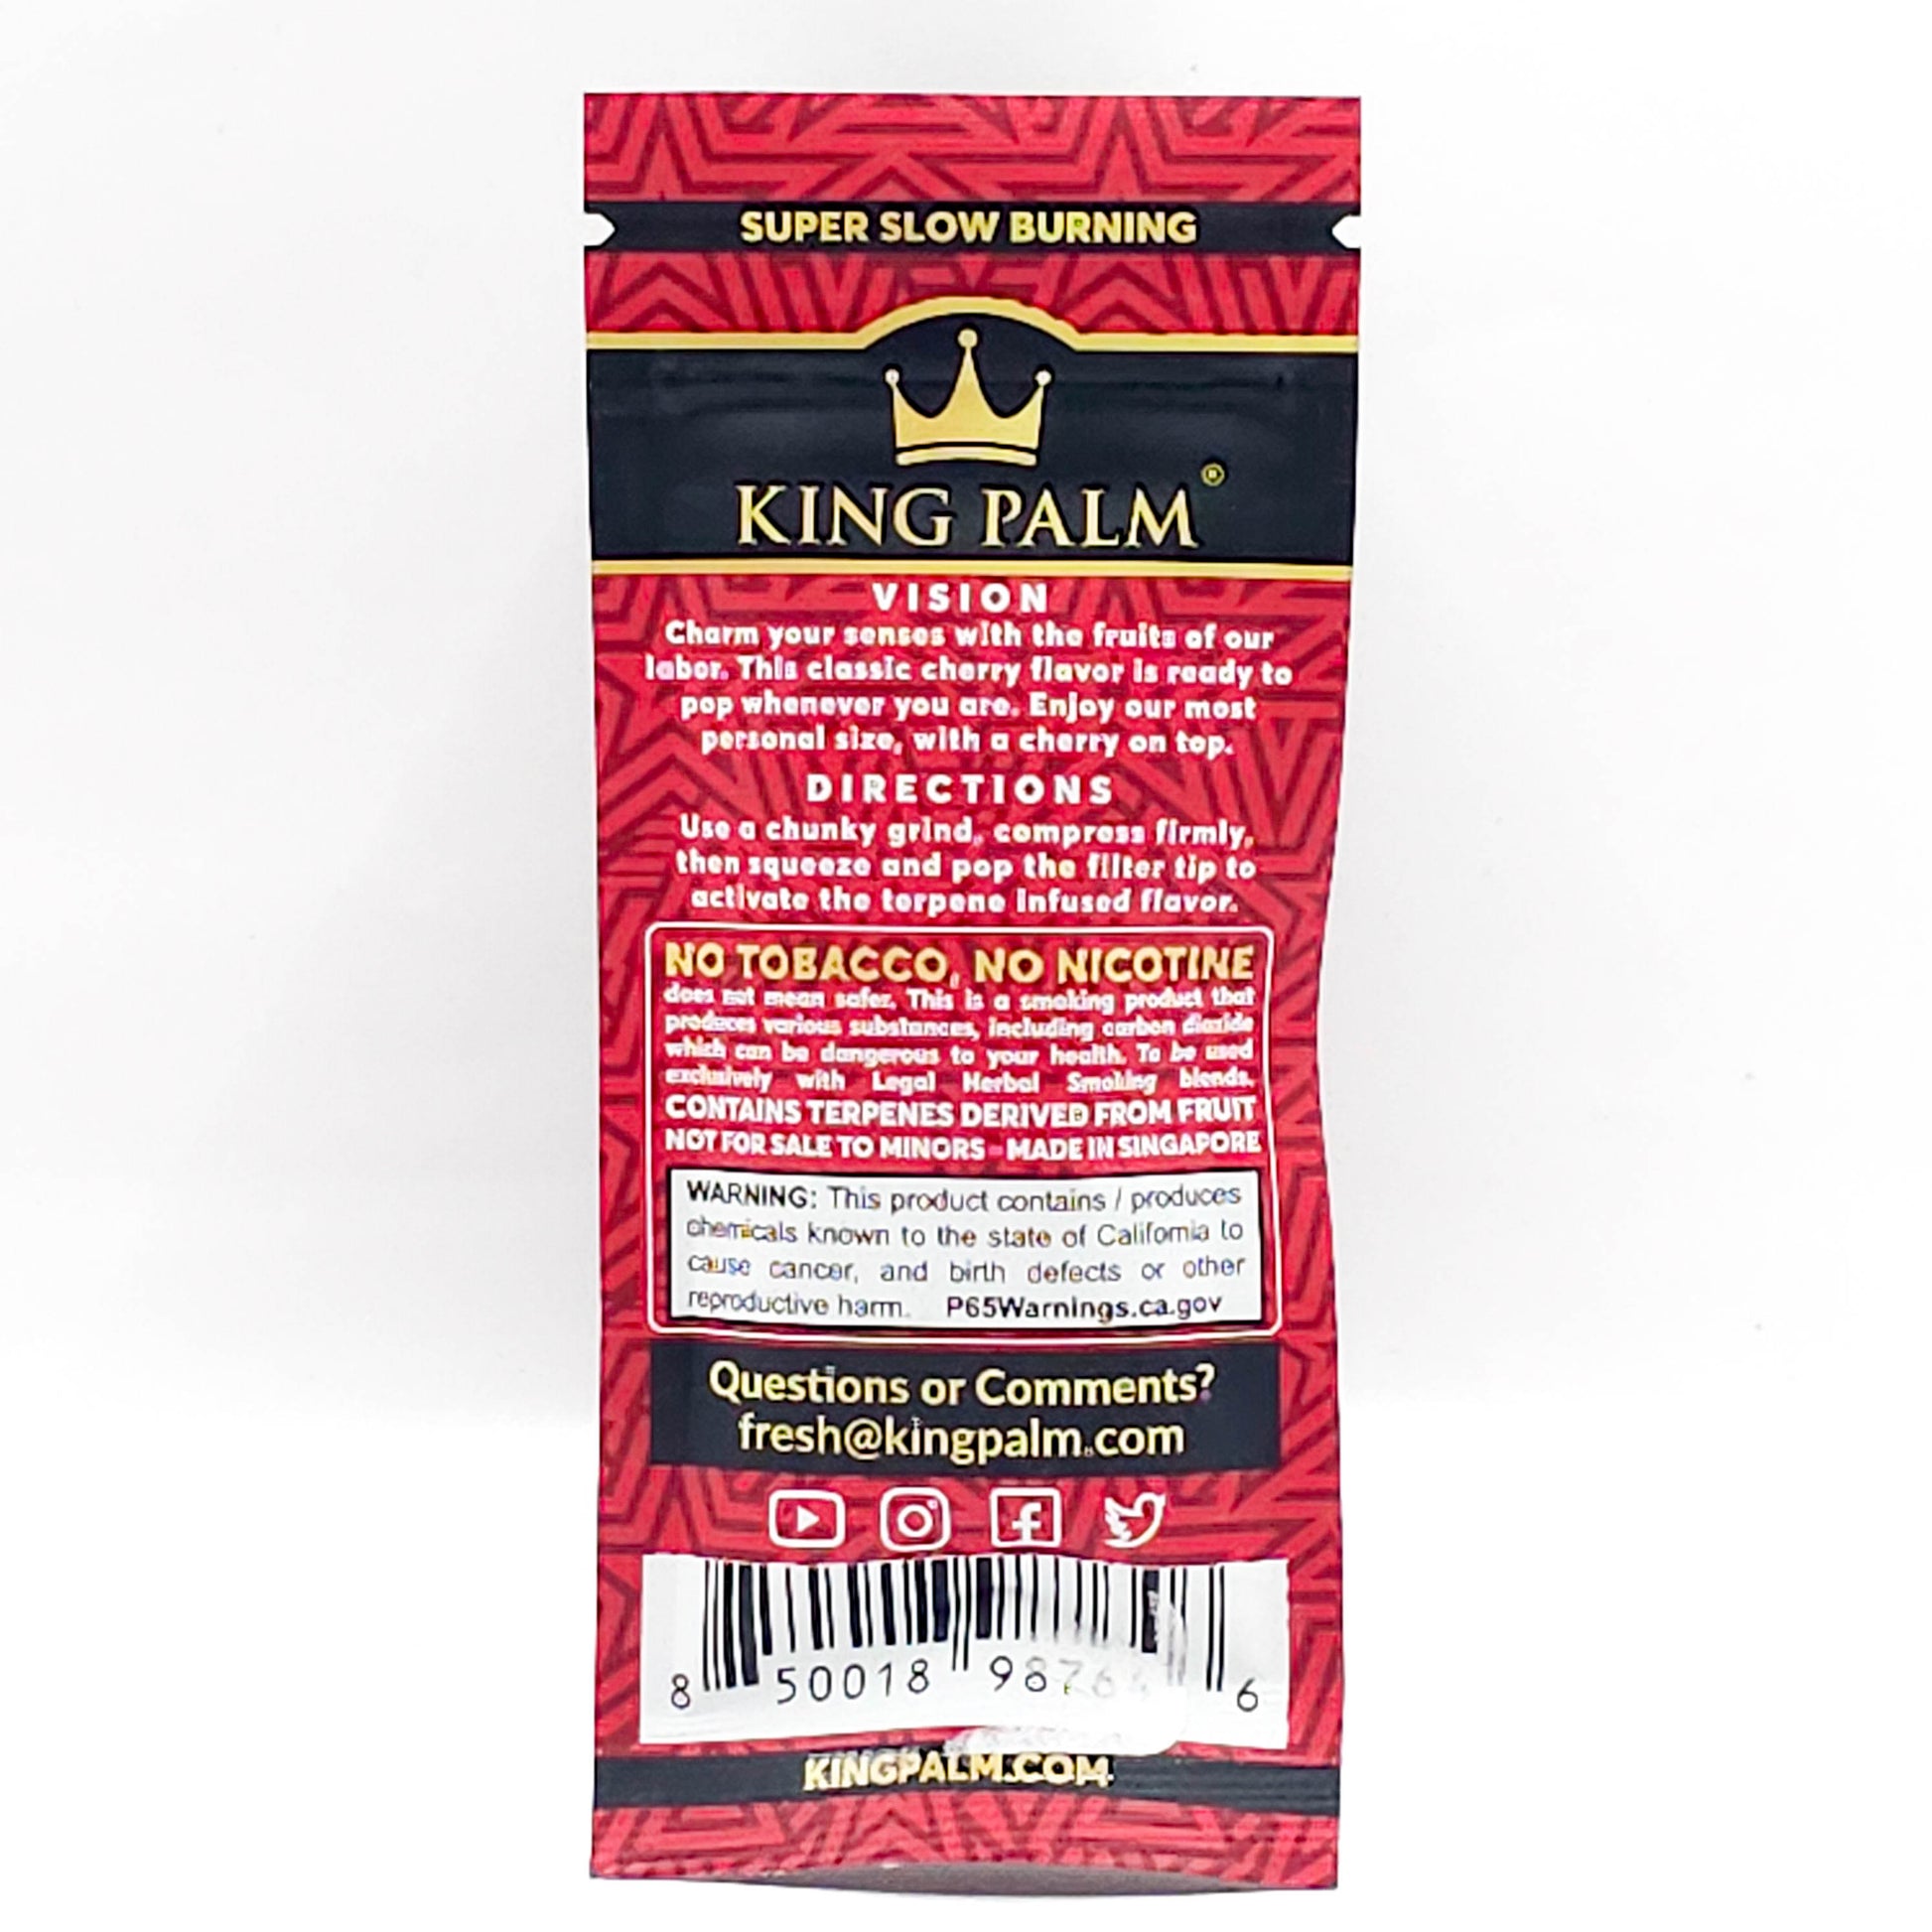 SUPER SLOW BURNING
KING PALM®
VISION
Charm your senses with the fruits of our
labor. This classic cherry flavor is ready to
pop whenever you are. Enjoy our most
personal size, with a cherry on top.
DIRECTIONS
Use a chunky grind, compress firmly,
then squeeze and pop the filter tip to
activate the terpene infused flavor.
NO TOBACCO, NO NICOTINE
does not mean safer. This is a smoking product that
produces various substances, including carbon dioxide
which can be dangerous to your health. To be used
exclusively with Legal Herbal Smoking blends.
CONTAINS TERPENES DERIVED FROM FRUIT
NOT FOR SALE TO MINORS - MADE IN SINGAPORE
WARNING: This product contains / produces
chemicals known to the state of California to
cause cancer, and birth defects or other
reproductive harm. P65Warnings.ca.gov
Questions or Comments?
fresh@kingpalm.com
8 50018 6
KINGPALM.COM